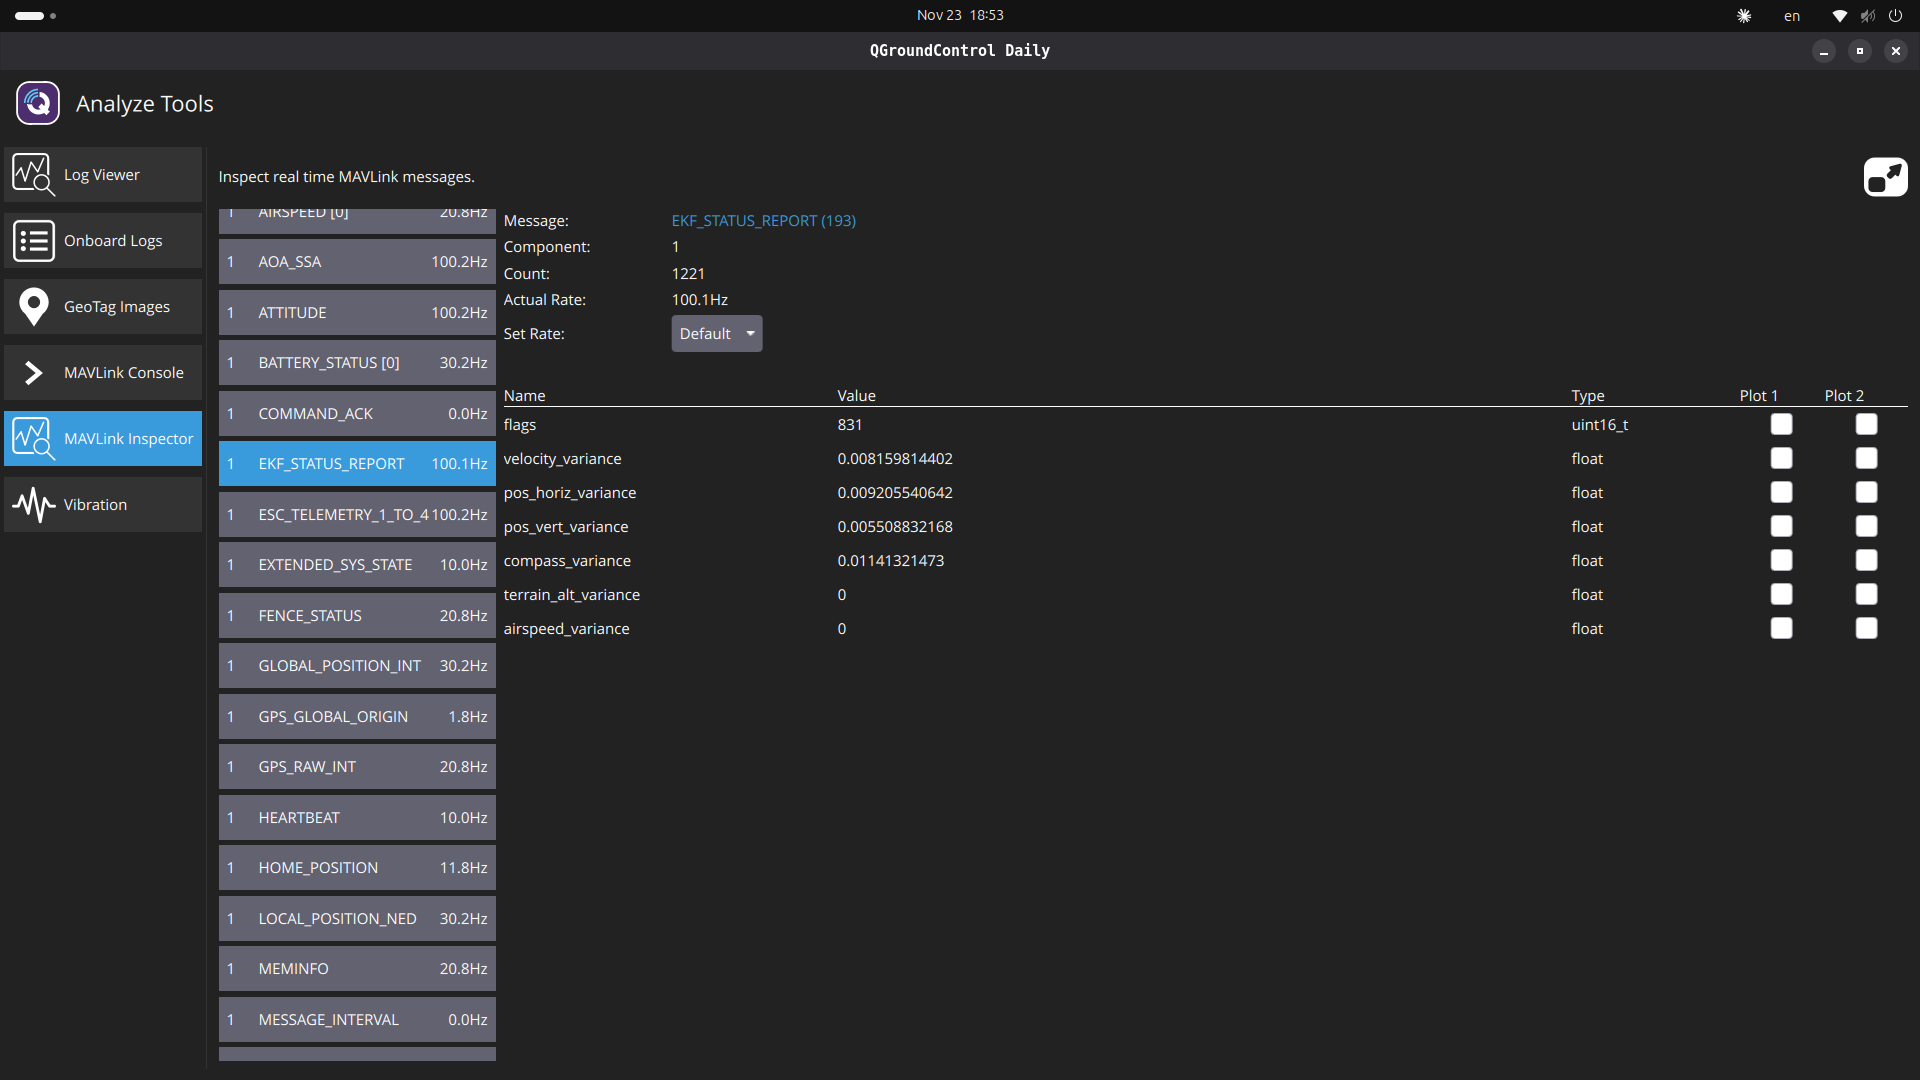 Nov 23 18:53
en
QGroundControl Daily
Analyze Tools
Log Viewer
Onboard Logs
GeoTag Images
MAVLink Console
MAVLink Inspector
Vibration
Inspect real time MAVLink messages.
1 AIRSPEED [0] 20.8Hz
1 AOA_SSA 100.2Hz
1 ATTITUDE 100.2Hz
1 BATTERY_STATUS [0] 30.2Hz
1 COMMAND_ACK 0.0Hz
1 EKF_STATUS_REPORT 100.1Hz
1 ESC_TELEMETRY_1_TO_4 100.2Hz
1 EXTENDED_SYS_STATE 10.0Hz
1 FENCE_STATUS 20.8Hz
1 GLOBAL_POSITION_INT 30.2Hz
1 GPS_GLOBAL_ORIGIN 1.8Hz
1 GPS_RAW_INT 20.8Hz
1 HEARTBEAT 10.0Hz
1 HOME_POSITION 11.8Hz
1 LOCAL_POSITION_NED 30.2Hz
1 MEMINFO 20.8Hz
1 MESSAGE_INTERVAL 0.0Hz
Message: EKF_STATUS_REPORT (193)
Component: 1
Count: 1221
Actual Rate: 100.1Hz
Set Rate: Default
Name Value Type Plot 1 Plot 2
flags 831 uint16_t
velocity_variance 0.008159814402 float
pos_horiz_variance 0.009205540642 float
pos_vert_variance 0.005508832168 float
compass_variance 0.01141321473 float
terrain_alt_variance 0 float
airspeed_variance 0 float